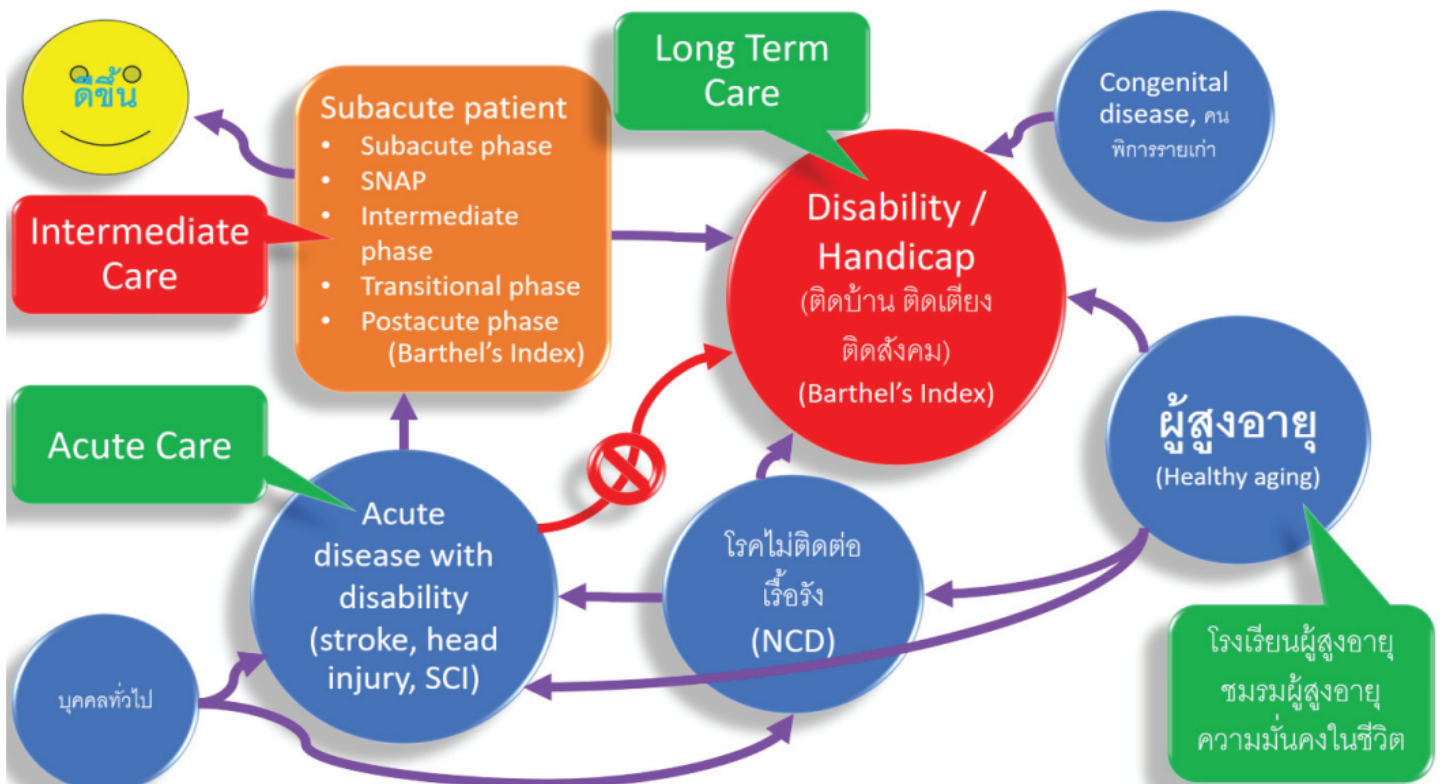 ดีขึ้น
Subacute patient
• Subacute phase
• SNAP
• Intermediate
phase
• Transitional phase
• Postacute phase
(Barthel's Index)
Intermediate
Care
Long Term
Care
Congenital
disease, คน
พิการรายเก่า
Disability /
Handicap
(ติดบ้าน ติดเตียง
ติดสังคม)
(Barthel's Index)
Acute Care
Acute
disease with
disability
(stroke, head
injury, SCI)
โรคไม่ติดต่อ
เรื้อรัง
(NCD)
ผู้สูงอายุ
(Healthy aging)
บุคคลทั่วไป
โรงเรียนผู้สูงอายุ
ชมรมผู้สูงอายุ
ความมั่นคงในชีวิต